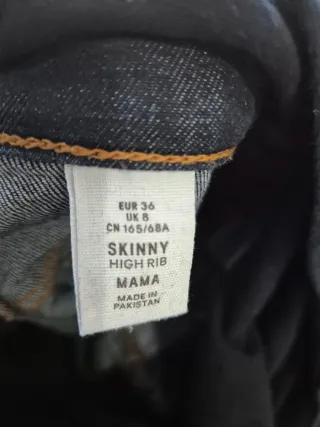 EUR 36
UK 8
CN 165/68A
SKINNY
HIGH RIB
MAMA
MADE IN
PAKISTAN